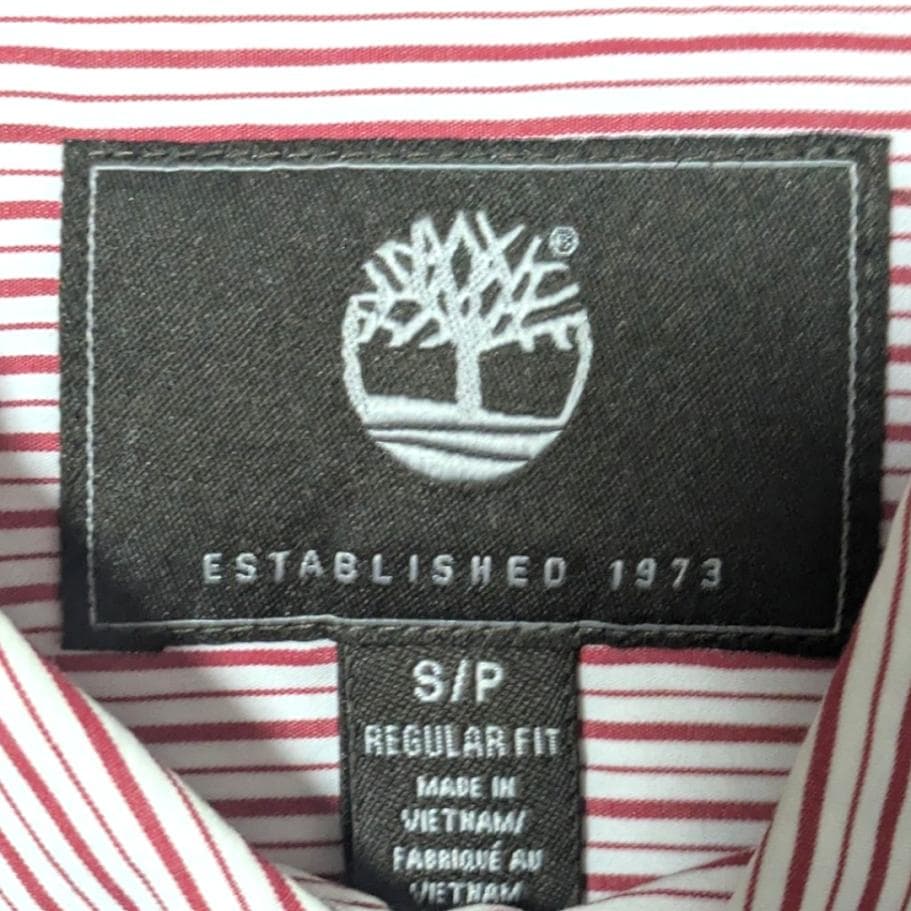 ®
ESTABLISHED 1973
S/P
REGULAR FIT
MADE IN
VIETNAM/
FABRIQUÉ AU
VIETNAM